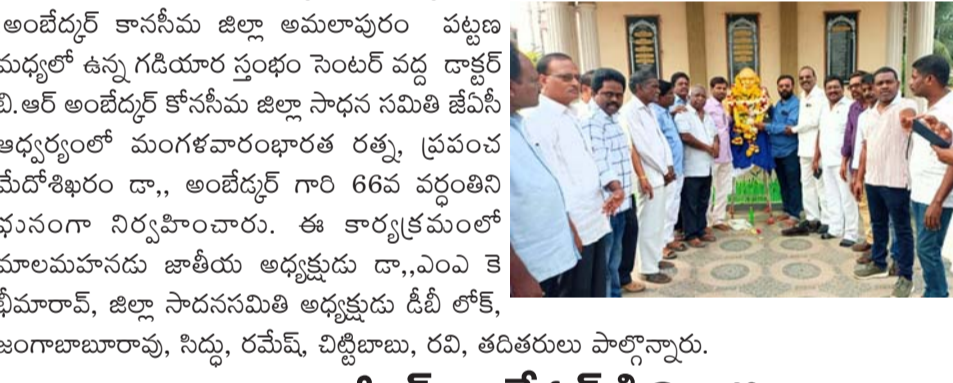 అంబేద్కర్ కానసీమ జిల్లా అమలాపురం పట్టణ
మధ్యలో ఉన్న గడియార స్తంభం సెంటర్ వద్ద డాక్టర్
బి.ఆర్ అంబేద్కర్ కోనసీమ జిల్లా సాధన సమితి జేఏసీ
ఆధ్వర్యంలో మంగళవారంభారత రత్న, ప్రపంచ
మేదోశిఖరం డా,, అంబేడ్కర్ గారి 66వ వర్ధంతిని
ఘనంగా నిర్వహించారు. ఈ కార్యక్రమంలో
మాలమహనడు జాతీయ అధ్యక్షుడు డా,,ఎంఎ కె
భీమారావ్, జిల్లా సాదనసమితి అధ్యక్షుడు డీబీ లోక్,
జంగాబాబూరావు, సిద్ధు, రమేష్, చిట్టిబాబు, రవి, తదితరులు పాల్గొన్నారు.